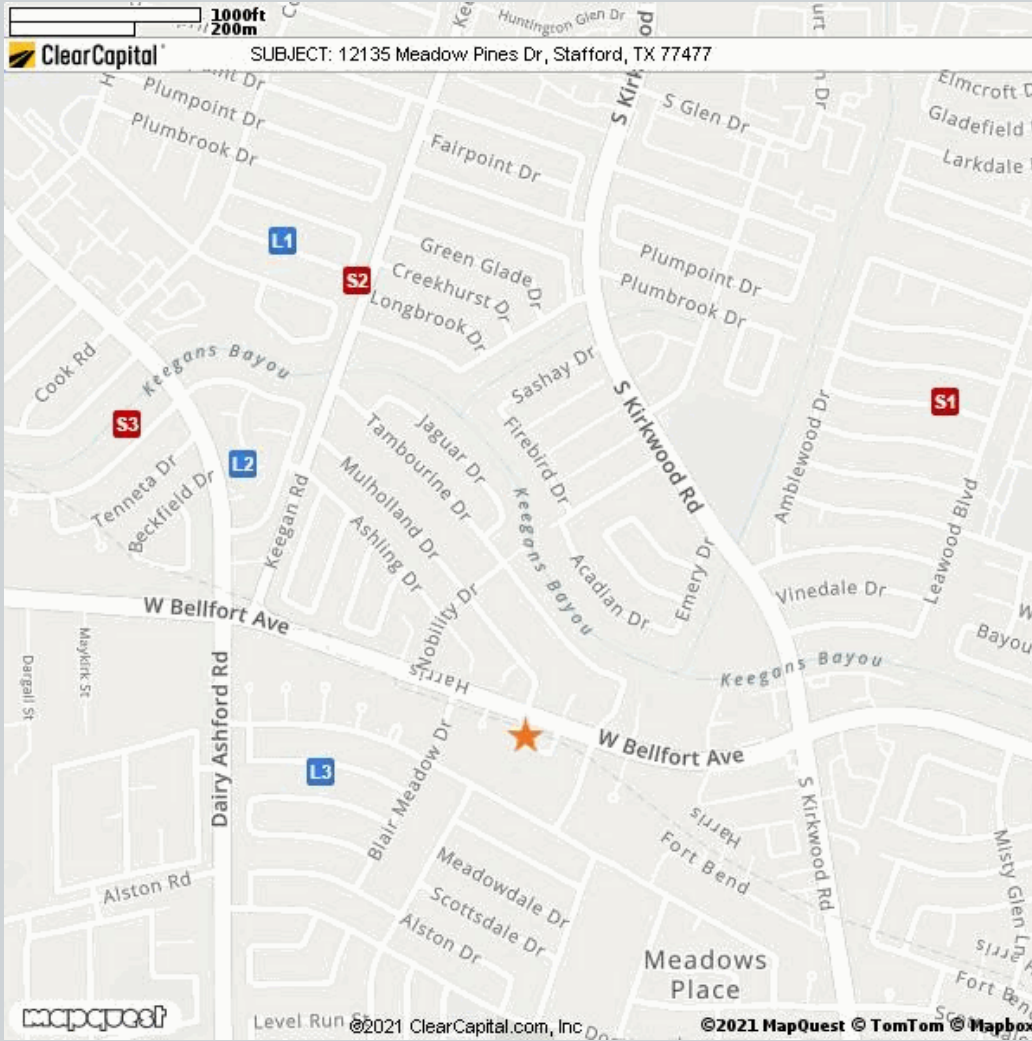 1000ft
200m
Huntington Glen Dr
ClearCapital
SUBJECT: 12135 Meadow Pines Dr, Stafford, TX 77477
Plumpoint Dr
Plumbrook Dr
S Glen Dr
Elmcroft D
Gladefield
Larkdale
Fairpoint Dr
L1
S2
Green Glade Dr
Creekhurst Dr
Longbrook Dr
Plumpoint Dr
Plumbrook Dr
Cook Rd
Keegans Bayou
Sashay Dr
S Kirkwood Rd
S1
S3
L2
Tenneta Dr
Beckfield Dr
Keegan Rd
Jaguar Dr
Tambourine Dr
Mulholland Dr
Ashling Dr
Firebird Dr
Keegans Bayou
Amblewood Dr
Leawood Blvd
Acadian Dr
Emery Dr
Vinedale Dr
W Bellfort Ave
Nobility Dr
Harris
Bayou
Keegans Bayou
Dargail St
Maykirk St
Dairy Ashford Rd
W Bellfort Ave
L3
Blair Meadow Dr
S Kirkwood Rd
Harris
Fort Bend
Misty Glen Ln
Alston Rd
Meadowdale Dr
Scottsdale Dr
Alston Dr
Meadows
Place
Fort Bend
mapquest
Level Run St
©2021 ClearCapital.com, Inc
©2021 MapQuest © TomTom © Mapbox